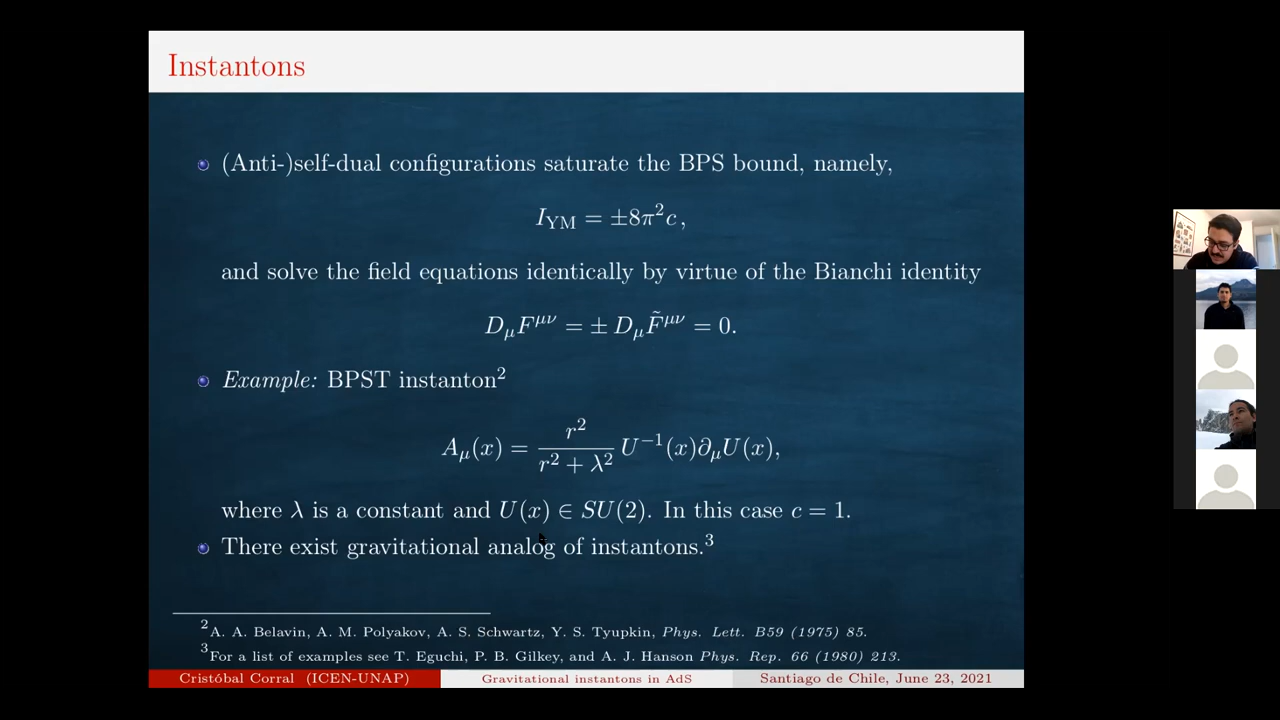 Instantons
(Anti-)self-dual configurations saturate the BPS bound, namely,
I_YM = ±8π²c ,
and solve the field equations identically by virtue of the Bianchi identity
D_μF^{μν} = ± D_μF̃^{μν} = 0.
Example: BPST instanton²
A_μ(x) = r²/(r² + λ²) U⁻¹(x)∂_μU(x),
where λ is a constant and U(x) ∈ SU(2). In this case c = 1.
There exist gravitational analog of instantons.³
²A. A. Belavin, A. M. Polyakov, A. S. Schwartz, Y. S. Tyupkin, Phys. Lett. B59 (1975) 85.
³For a list of examples see T. Eguchi, P. B. Gilkey, and A. J. Hanson Phys. Rep. 66 (1980) 213.
Cristóbal Corral (ICEN-UNAP) Gravitational instantons in AdS Santiago de Chile, June 23, 2021